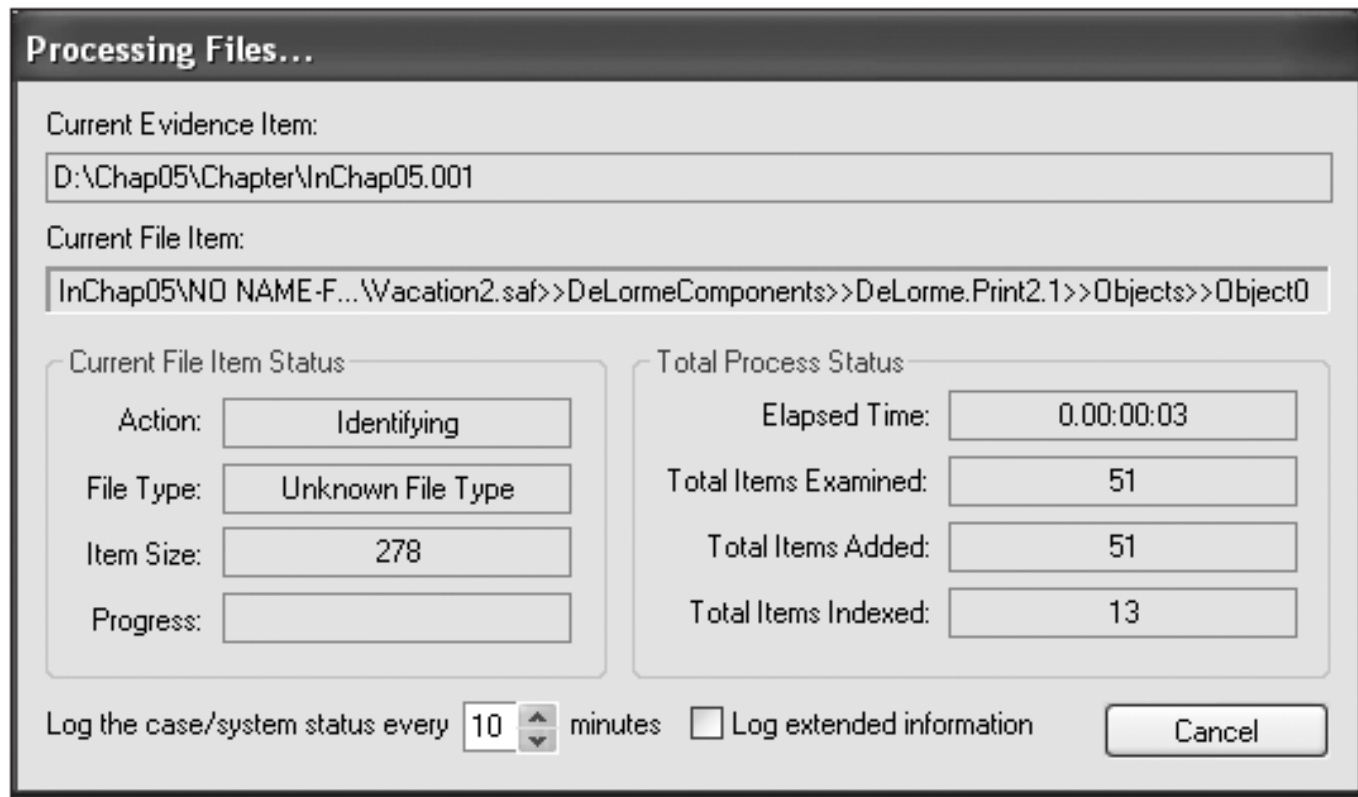 Processing Files...
Current Evidence Item:
D:\Chap05\Chapter\InChap05.001
Current File Item:
InChap05\NO NAME-F...\Vacation2.saf>>DeLormeComponents>>DeLorme.Print2.1>>Objects>>Object0
Current File Item Status
Action: Identifying
File Type: Unknown File Type
Item Size: 278
Progress:
Total Process Status
Elapsed Time: 0.00:00:03
Total Items Examined: 51
Total Items Added: 51
Total Items Indexed: 13
Log the case/system status every 10 minutes Log extended information Cancel